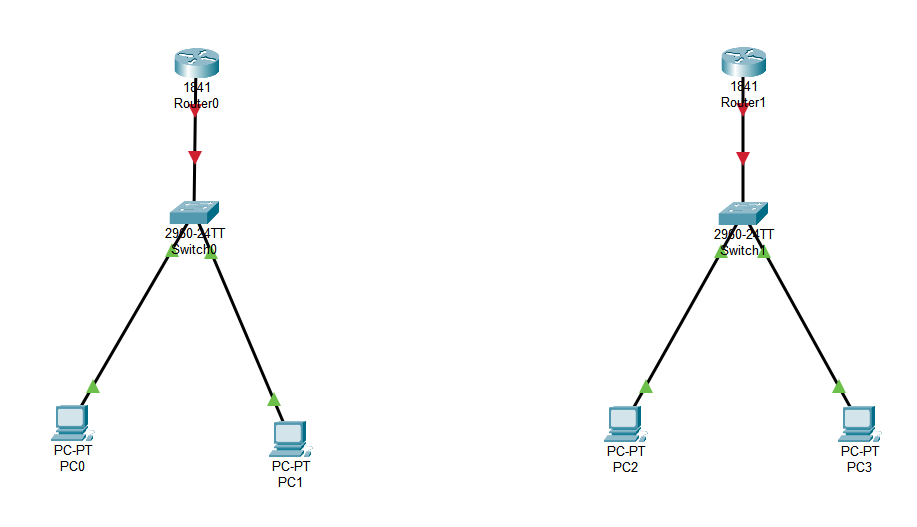 1841
Router0
1841
Router1
2960-24TT
Switch0
2960-24TT
Switch1
PC-PT
PC0
PC-PT
PC1
PC-PT
PC2
PC-PT
PC3